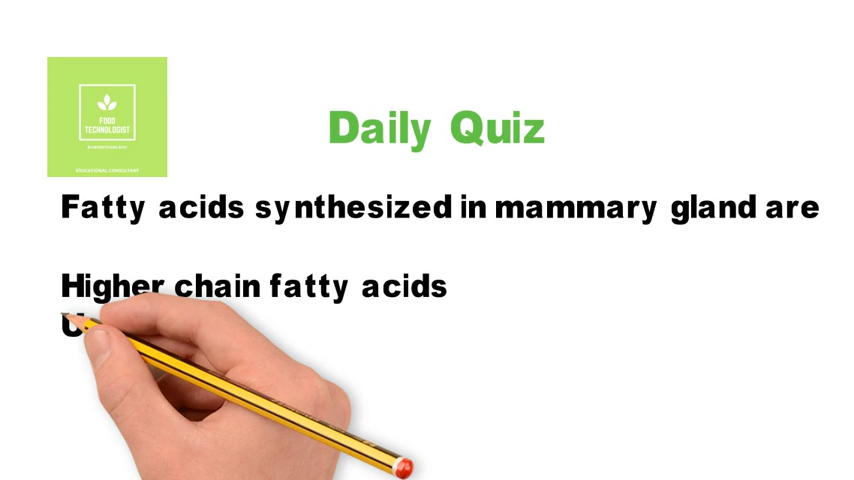 FOOD
TECHNOLOGIST
EDUCATIONAL CONSULTANT
Daily Quiz
Fatty acids synthesized in mammary gland are
Higher chain fatty acids
U